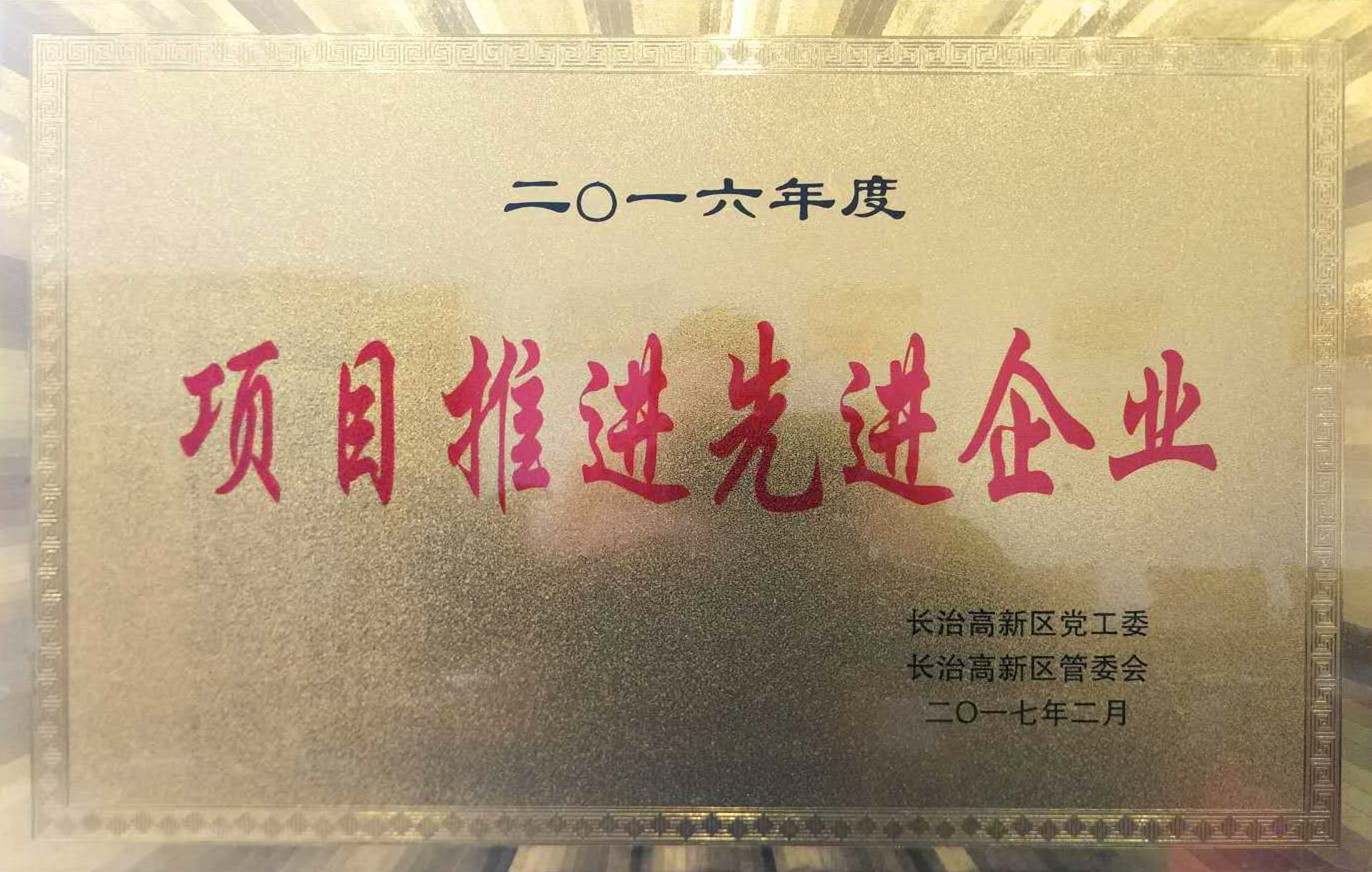 二〇一六年度
项目推进先进企业
长治高新区党工委
长治高新区管委会
二〇一七年二月